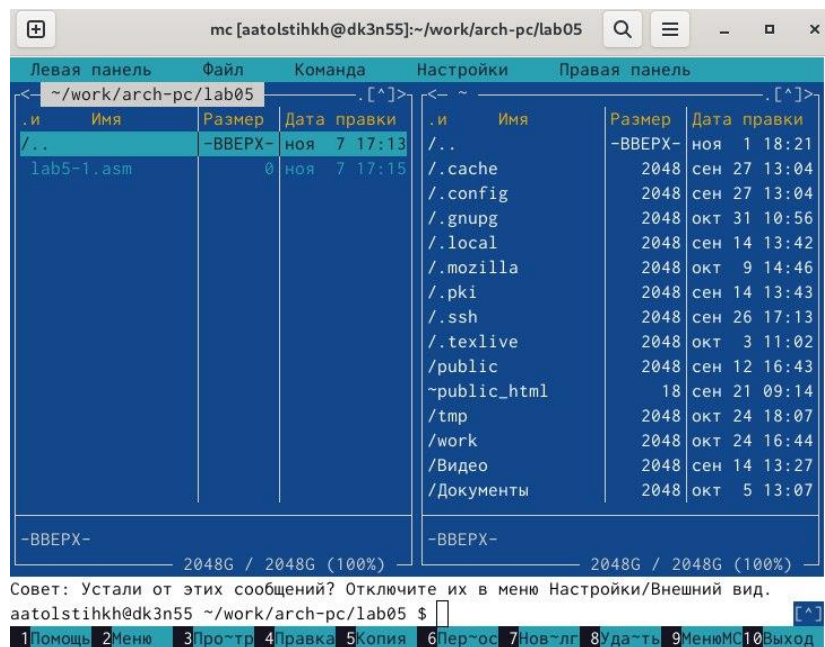 mc [aatolstihkh@dk3n55]:~/work/arch-pc/lab05
Левая панель Файл Команда Настройки Правая панель
<- ~/work/arch-pc/lab05 .[^]> <- ~ .[^]>
.и Имя Размер Дата правки .и Имя Размер Дата правки
/.. -ВВЕРХ- ноя 7 17:13 /.. -ВВЕРХ- ноя 1 18:21
lab5-1.asm 0 ноя 7 17:15 /.cache 2048 сен 27 13:04
/.config 2048 сен 27 13:04
/.gnupg 2048 окт 31 10:56
/.local 2048 сен 14 13:42
/.mozilla 2048 окт 9 14:46
/.pki 2048 сен 14 13:43
/.ssh 2048 сен 26 17:13
/.texlive 2048 окт 3 11:02
/public 2048 сен 12 16:43
~public_html 18 сен 21 09:14
/tmp 2048 окт 24 18:07
/work 2048 окт 24 16:44
/Видео 2048 сен 14 13:27
/Документы 2048 окт 5 13:07
-ВВЕРХ- -ВВЕРХ-
2048G / 2048G (100%) 2048G / 2048G (100%)
Совет: Устали от этих сообщений? Отключите их в меню Настройки/Внешний вид.
aatolstihkh@dk3n55 ~/work/arch-pc/lab05 $ [^]
1Помощь 2Меню 3Про~тр 4Правка 5Копия 6Пер~ос 7Нов~лг 8Уда~ть 9МенюMC 10Выход